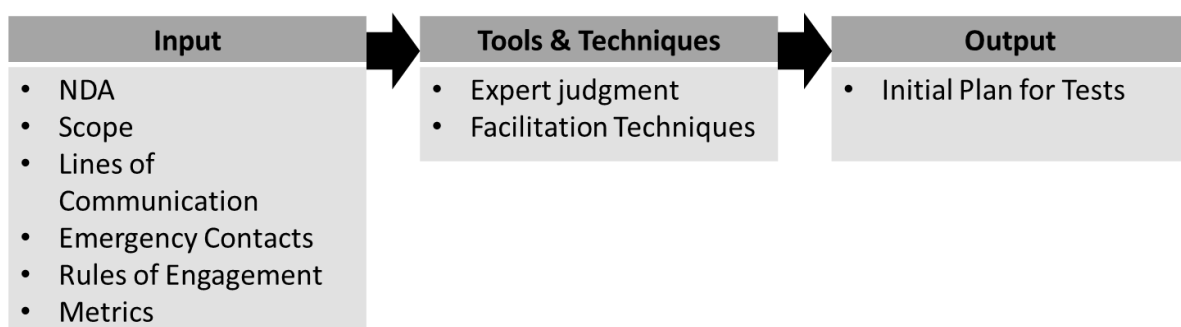 Input
• NDA
• Scope
• Lines of
Communication
• Emergency Contacts
• Rules of Engagement
• Metrics
Tools & Techniques
• Expert judgment
• Facilitation Techniques
Output
• Initial Plan for Tests